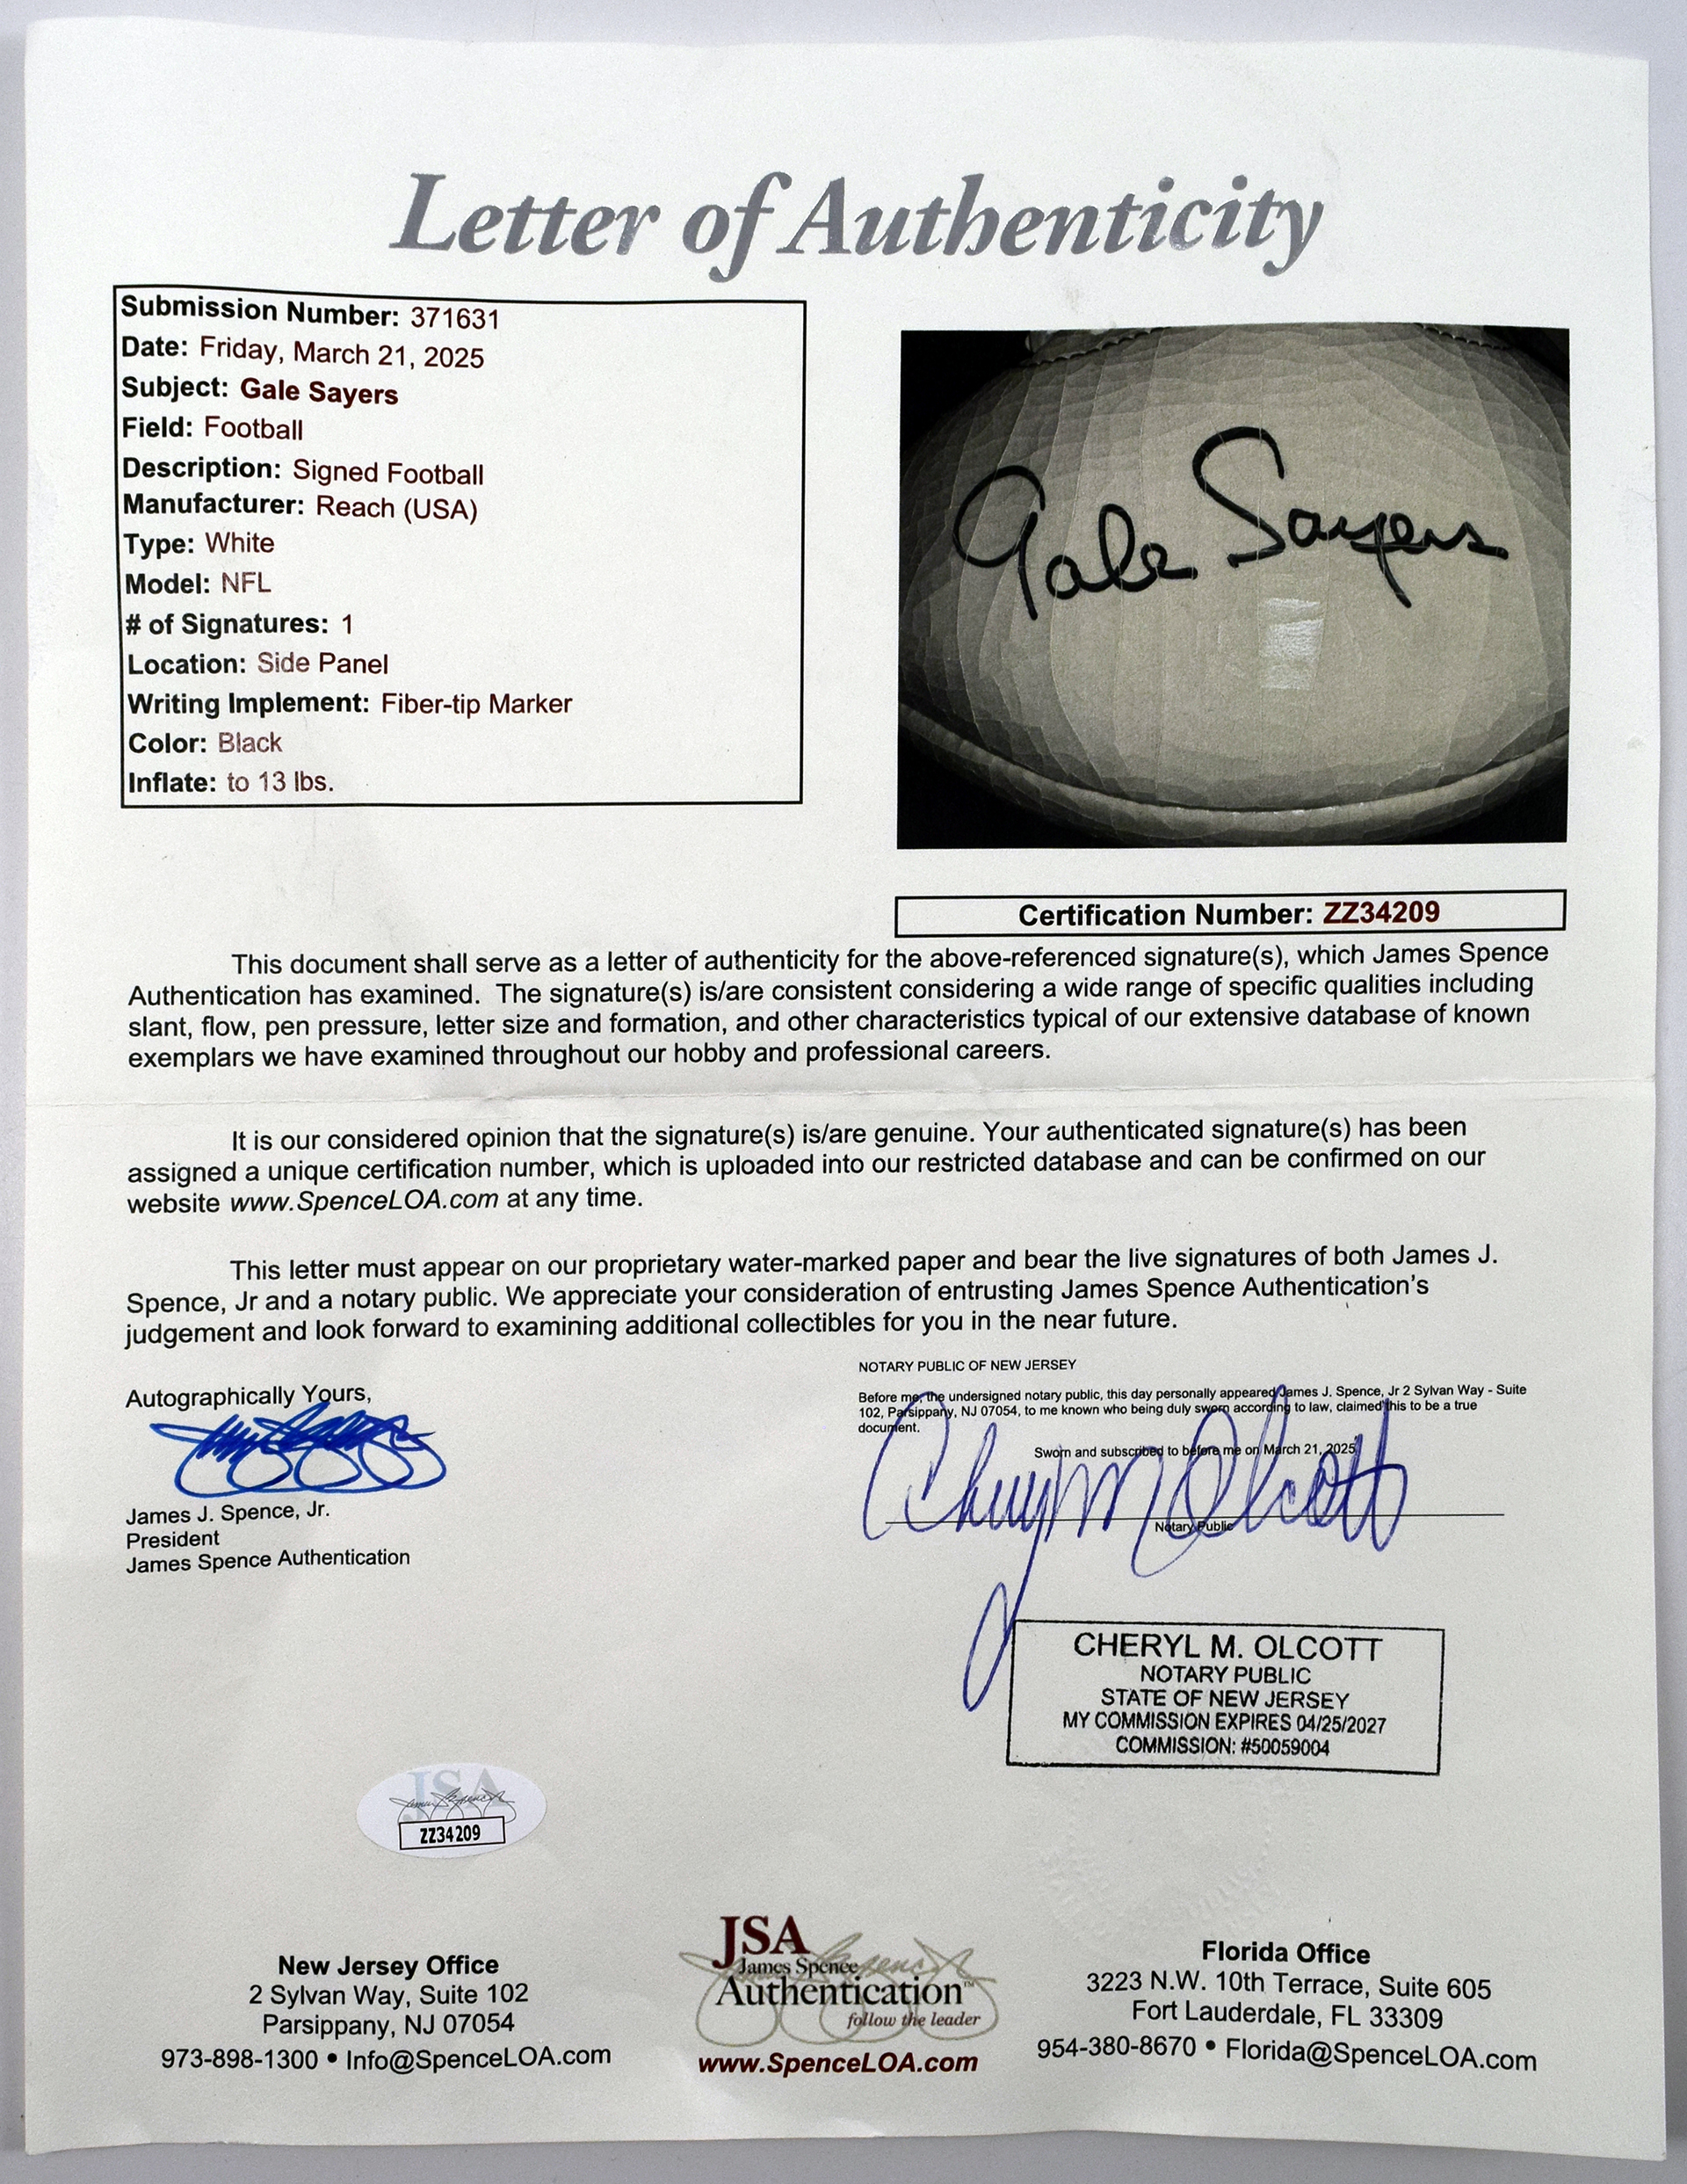 Letter of Authenticity
Submission Number: 371631
Date: Friday, March 21, 2025
Subject: Gale Sayers
Field: Football
Description: Signed Football
Manufacturer: Reach (USA)
Type: White
Model: NFL
# of Signatures: 1
Location: Side Panel
Writing Implement: Fiber-tip Marker
Color: Black
Inflate: to 13 lbs.
Gale Sayers
Certification Number: ZZ34209
This document shall serve as a letter of authenticity for the above-referenced signature(s), which James Spence
Authentication has examined. The signature(s) is/are consistent considering a wide range of specific qualities including
slant, flow, pen pressure, letter size and formation, and other characteristics typical of our extensive database of known
exemplars we have examined throughout our hobby and professional careers.
It is our considered opinion that the signature(s) is/are genuine. Your authenticated signature(s) has been
assigned a unique certification number, which is uploaded into our restricted database and can be confirmed on our
website www.SpenceLOA.com at any time.
This letter must appear on our proprietary water-marked paper and bear the live signatures of both James J.
Spence, Jr and a notary public. We appreciate your consideration of entrusting James Spence Authentication's
judgement and look forward to examining additional collectibles for you in the near future.
Autographically Yours,
James J. Spence, Jr.
President
James Spence Authentication
NOTARY PUBLIC OF NEW JERSEY
Before me, the undersigned notary public, this day personally appeared James J. Spence, Jr 2 Sylvan Way - Suite
102, Parsippany, NJ 07054, to me known who being duly sworn according to law, claimed this to be a true
document.
Sworn and subscribed to before me on March 21, 2025
Cheryl M Olcott
Notary Public
CHERYL M. OLCOTT
NOTARY PUBLIC
STATE OF NEW JERSEY
MY COMMISSION EXPIRES 04/25/2027
COMMISSION: #50059004
JSA
James Spence
ZZ34209
New Jersey Office
2 Sylvan Way, Suite 102
Parsippany, NJ 07054
973-898-1300 • Info@SpenceLOA.com
JSA
James Spence
Authentication™
follow the leader
www.SpenceLOA.com
Florida Office
3223 N.W. 10th Terrace, Suite 605
Fort Lauderdale, FL 33309
954-380-8670 • Florida@SpenceLOA.com